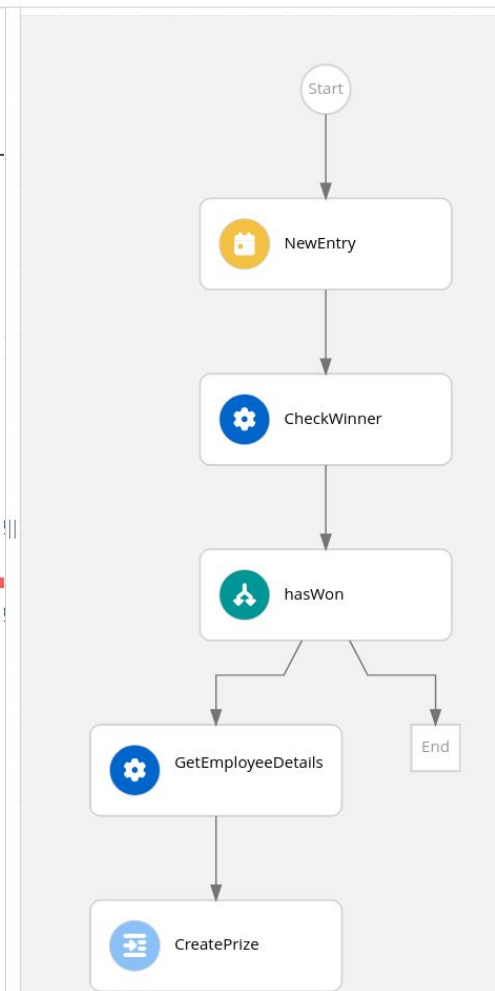 Start
NewEntry
CheckWinner
hasWon
GetEmployeeDetails
End
CreatePrize